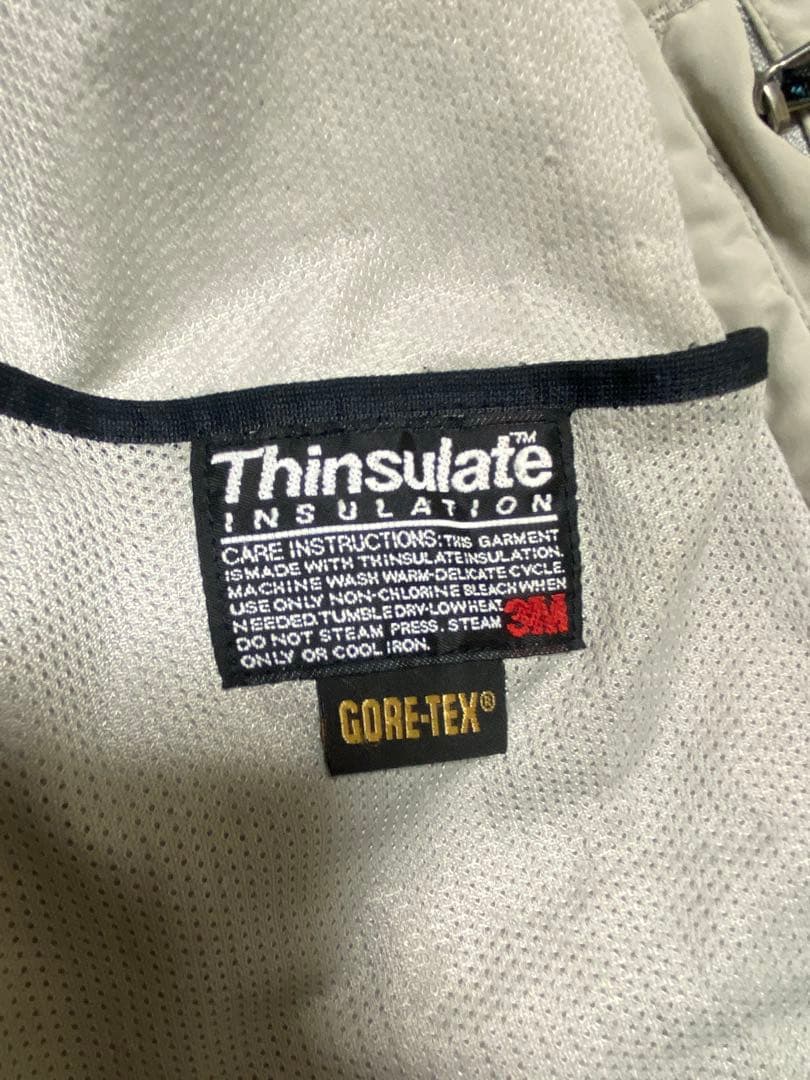 Thinsulate™
INSULATION
CARE INSTRUCTIONS: THIS GARMENT
IS MADE WITH THINSULATE INSULATION.
MACHINE WASH WARM-DELICATE CYCLE.
USE ONLY NON-CHLORINE BLEACH WHEN
NEEDED. TUMBLE DRY-LOW HEAT.
DO NOT STEAM PRESS. STEAM
ONLY OR COOL IRON.
3M
GORE-TEX®